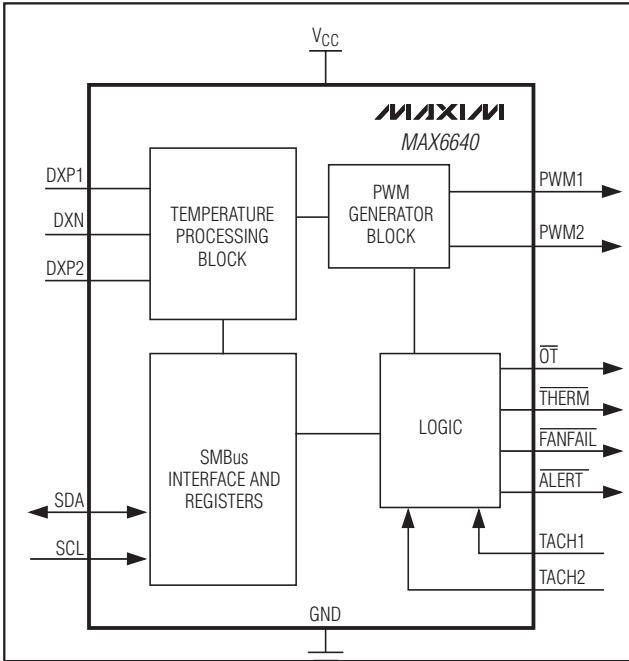 VCC
MAXIM
MAX6640
DXP1
DXN
DXP2
TEMPERATURE
PROCESSING
BLOCK
PWM
GENERATOR
BLOCK
PWM1
PWM2
SMBus
INTERFACE AND
REGISTERS
LOGIC
OT
THERM
FANFAIL
ALERT
SDA
SCL
TACH1
TACH2
GND